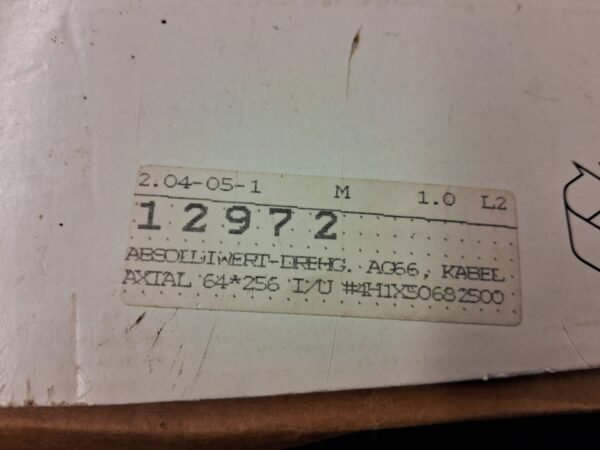 2.04-05-1 M 1.0 L2
12972
ABSOLUTWERT-DREHG. AG66, KABEL
AXIAL 64*256 I/U #4H1X50682500